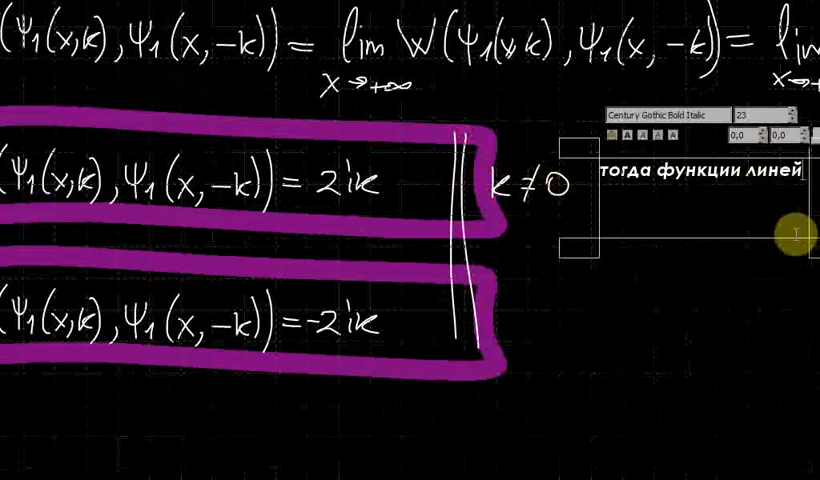 (Ψ₁(x,k), Ψ₁(x,-k)) = lim W(Ψ₁(x,k), Ψ₁(x,-k)) = lim
x→+∞ x→+
Century Gothic Bold Italic 23
A A A A 0,0 0,0
(Ψ₁(x,k), Ψ₁(x,-k)) = 2ik k≠0 тогда функции линей
(Ψ₁(x,k), Ψ₁(x,-k)) = -2ik